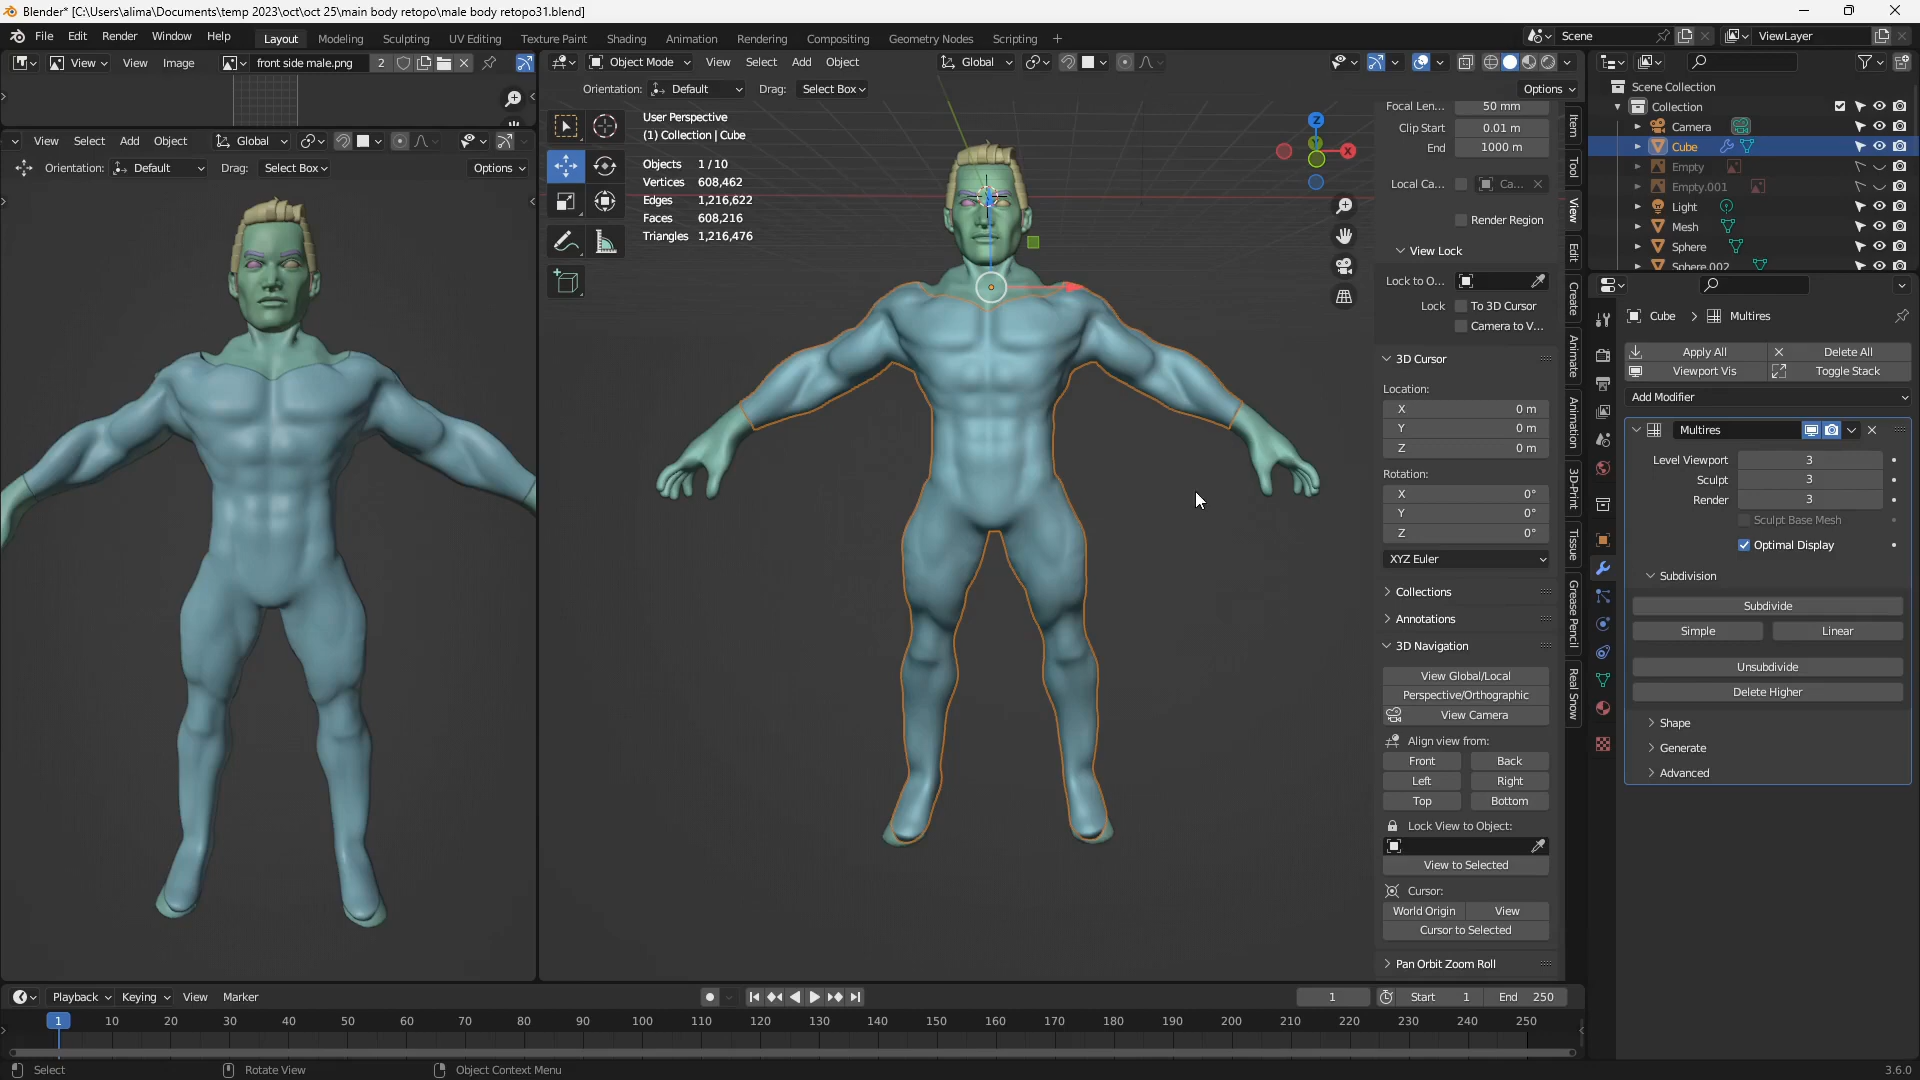 Blender* [C:\Users\alima\Documents\temp 2023\oct\oct 25\main body retopo\male body retopo31.blend]
File Edit Render Window Help Layout Modeling Sculpting UV Editing Texture Paint Shading Animation Rendering Compositing Geometry Nodes Scripting + Scene ViewLayer
View View Image front side male.png 2
Object Mode View Select Add Object Global
Orientation: Default Drag: Select Box Options
View Select Add Object Global
Orientation: Default Drag: Select Box Options
User Perspective
(1) Collection | Cube
Objects 1 / 10
Vertices 608,462
Edges 1,216,622
Faces 608,216
Triangles 1,216,476
Z
X
Focal Len... 50 mm
Clip Start 0.01 m
End 1000 m
Local Ca... Ca...
Render Region
View Lock
Lock to O...
Lock To 3D Cursor
Camera to V...
3D Cursor
Location:
X 0 m
Y 0 m
Z 0 m
Rotation:
X 0°
Y 0°
Z 0°
XYZ Euler
Collections
Annotations
3D Navigation
View Global/Local
Perspective/Orthographic
View Camera
Align view from:
Front Back
Left Right
Top Bottom
Lock View to Object:
View to Selected
Cursor:
World Origin View
Cursor to Selected
Pan Orbit Zoom Roll
Item
Tool
View
Edit
Create
Animate
Animation
3D-Print
Tissue
Grease Pencil
Real Snow
Scene Collection
Collection
Camera
Cube
Empty
Empty.001
Light
Mesh
Sphere
Sphere.002
Cube > Multires
Apply All Delete All
Viewport Vis Toggle Stack
Add Modifier
Multires
Level Viewport 3
Sculpt 3
Render 3
Sculpt Base Mesh
Optimal Display
Subdivision
Subdivide
Simple Linear
Unsubdivide
Delete Higher
Shape
Generate
Advanced
Playback Keying View Marker 1 Start 1 End 250
1 10 20 30 40 50 60 70 80 90 100 110 120 130 140 150 160 170 180 190 200 210 220 230 240 250
Select Rotate View Object Context Menu 3.6.0